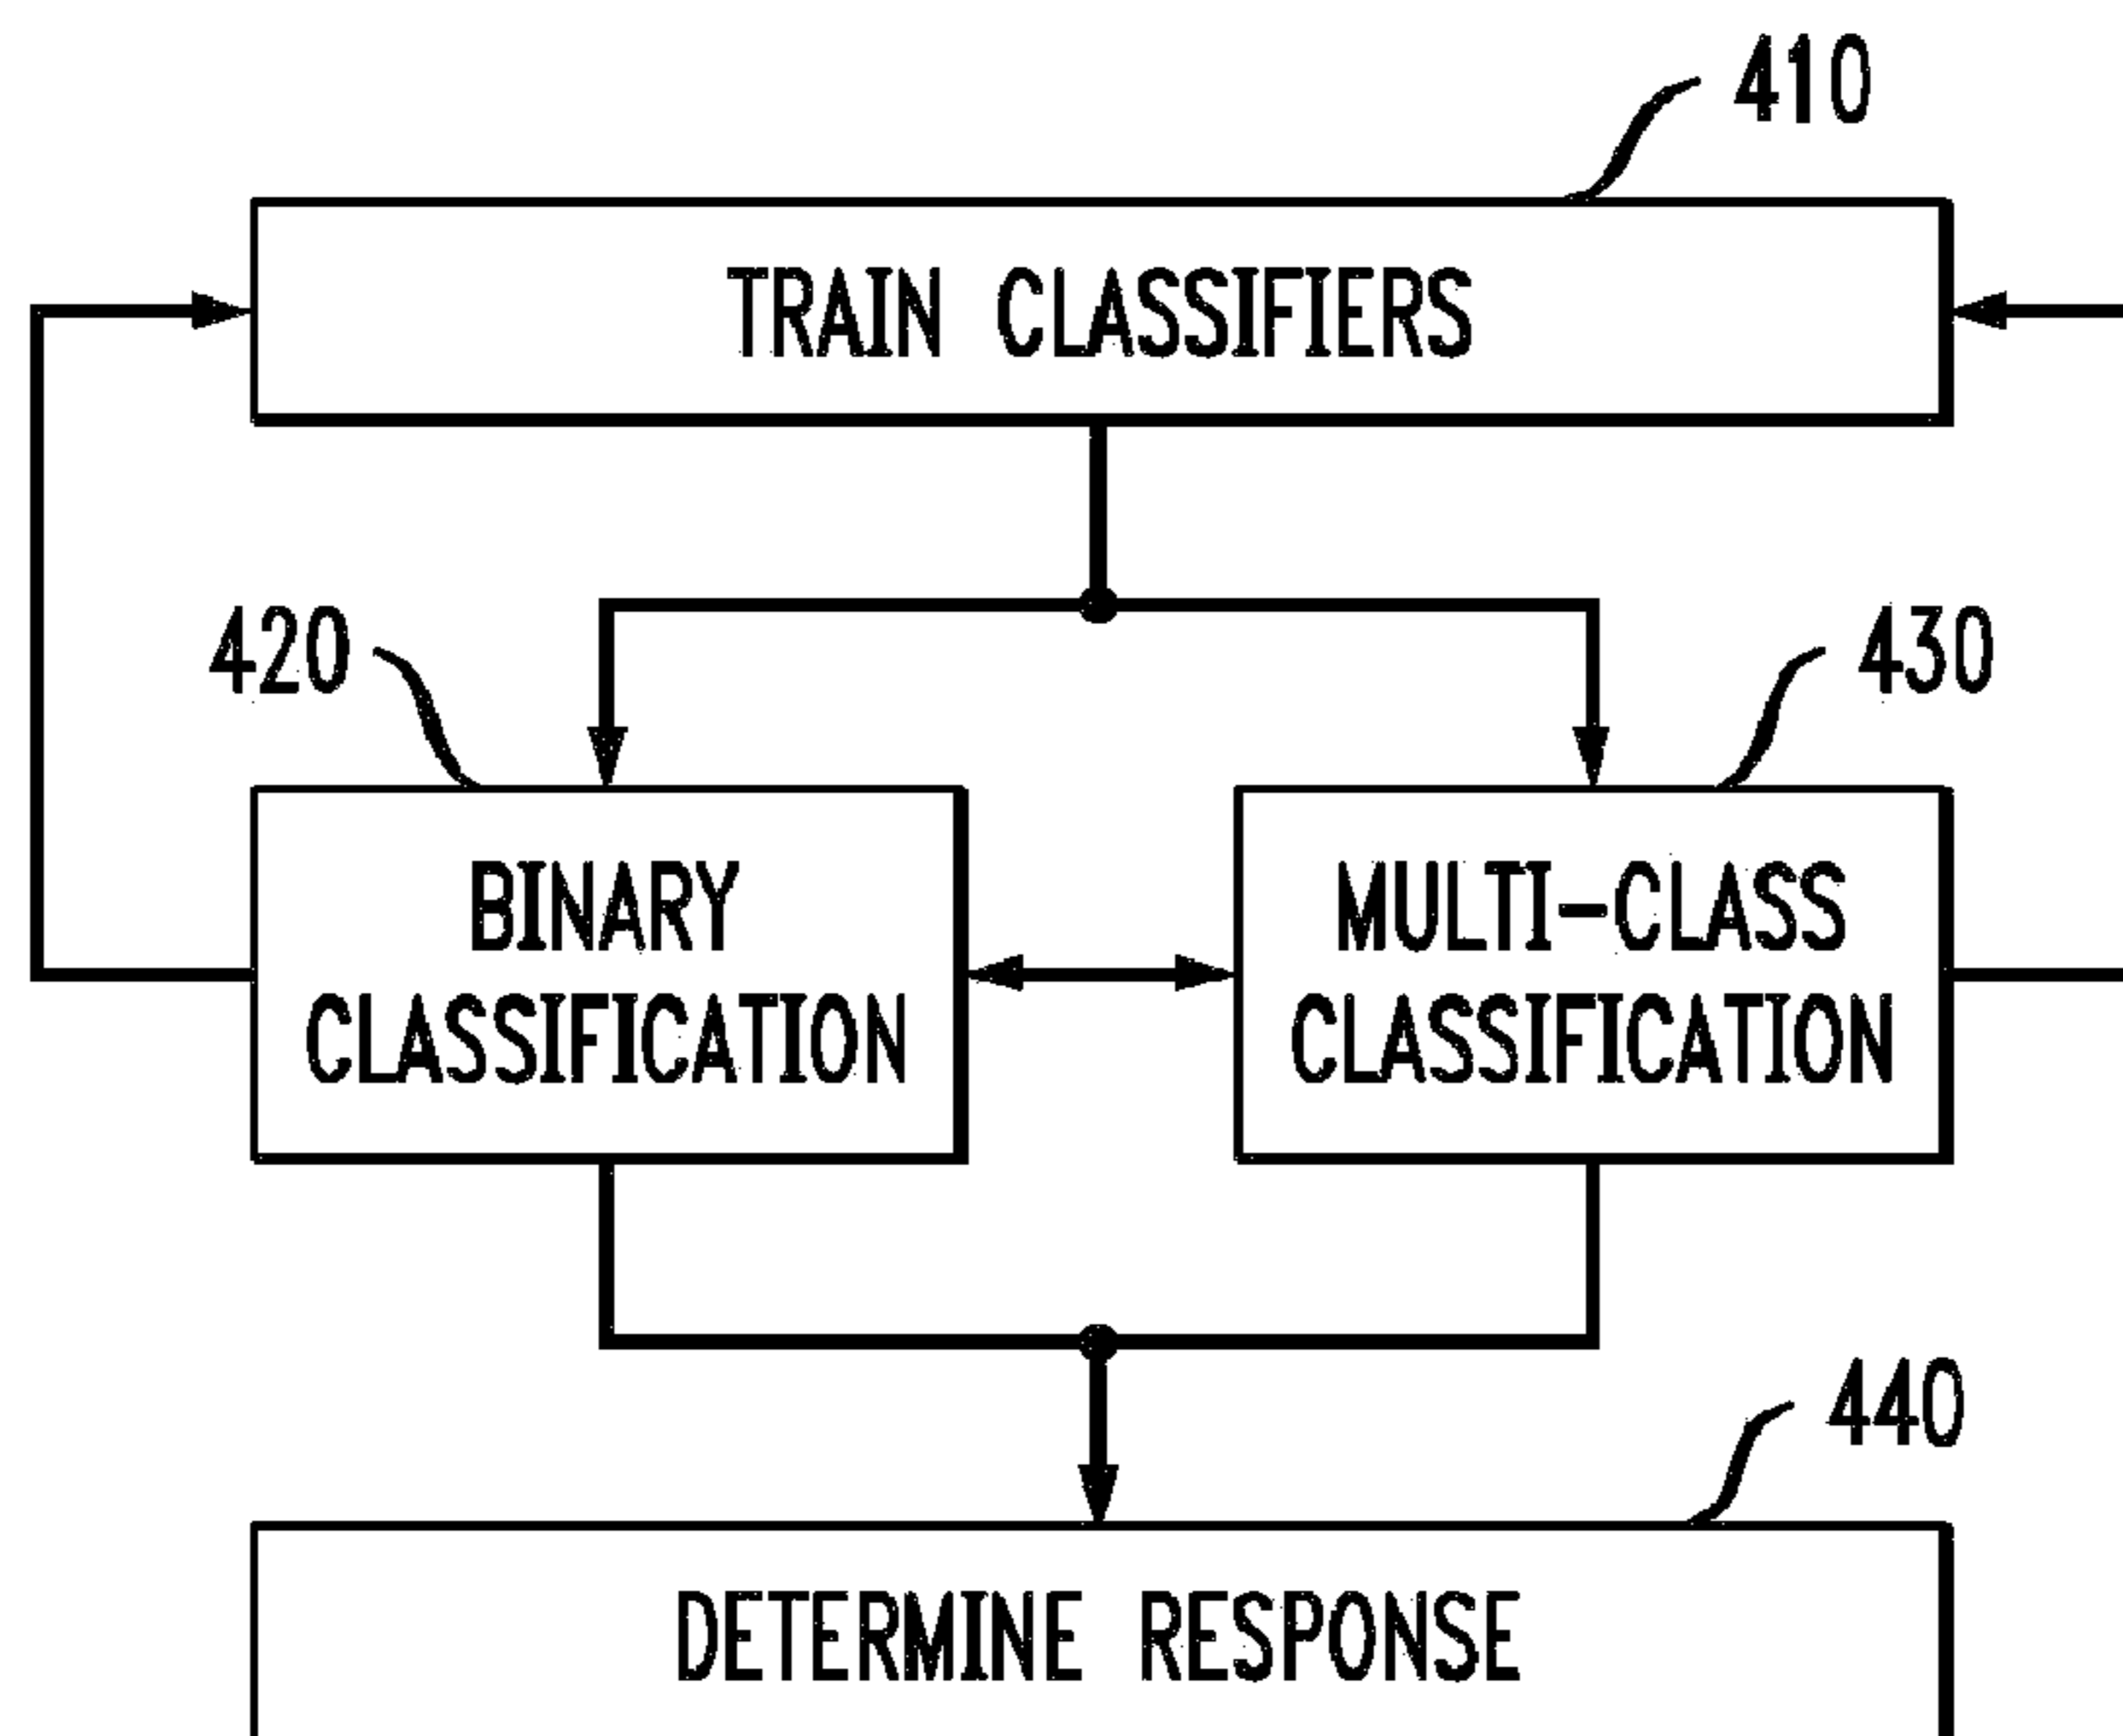 410
TRAIN CLASSIFIERS
420
430
BINARY
CLASSIFICATION
MULTI-CLASS
CLASSIFICATION
440
DETERMINE RESPONSE